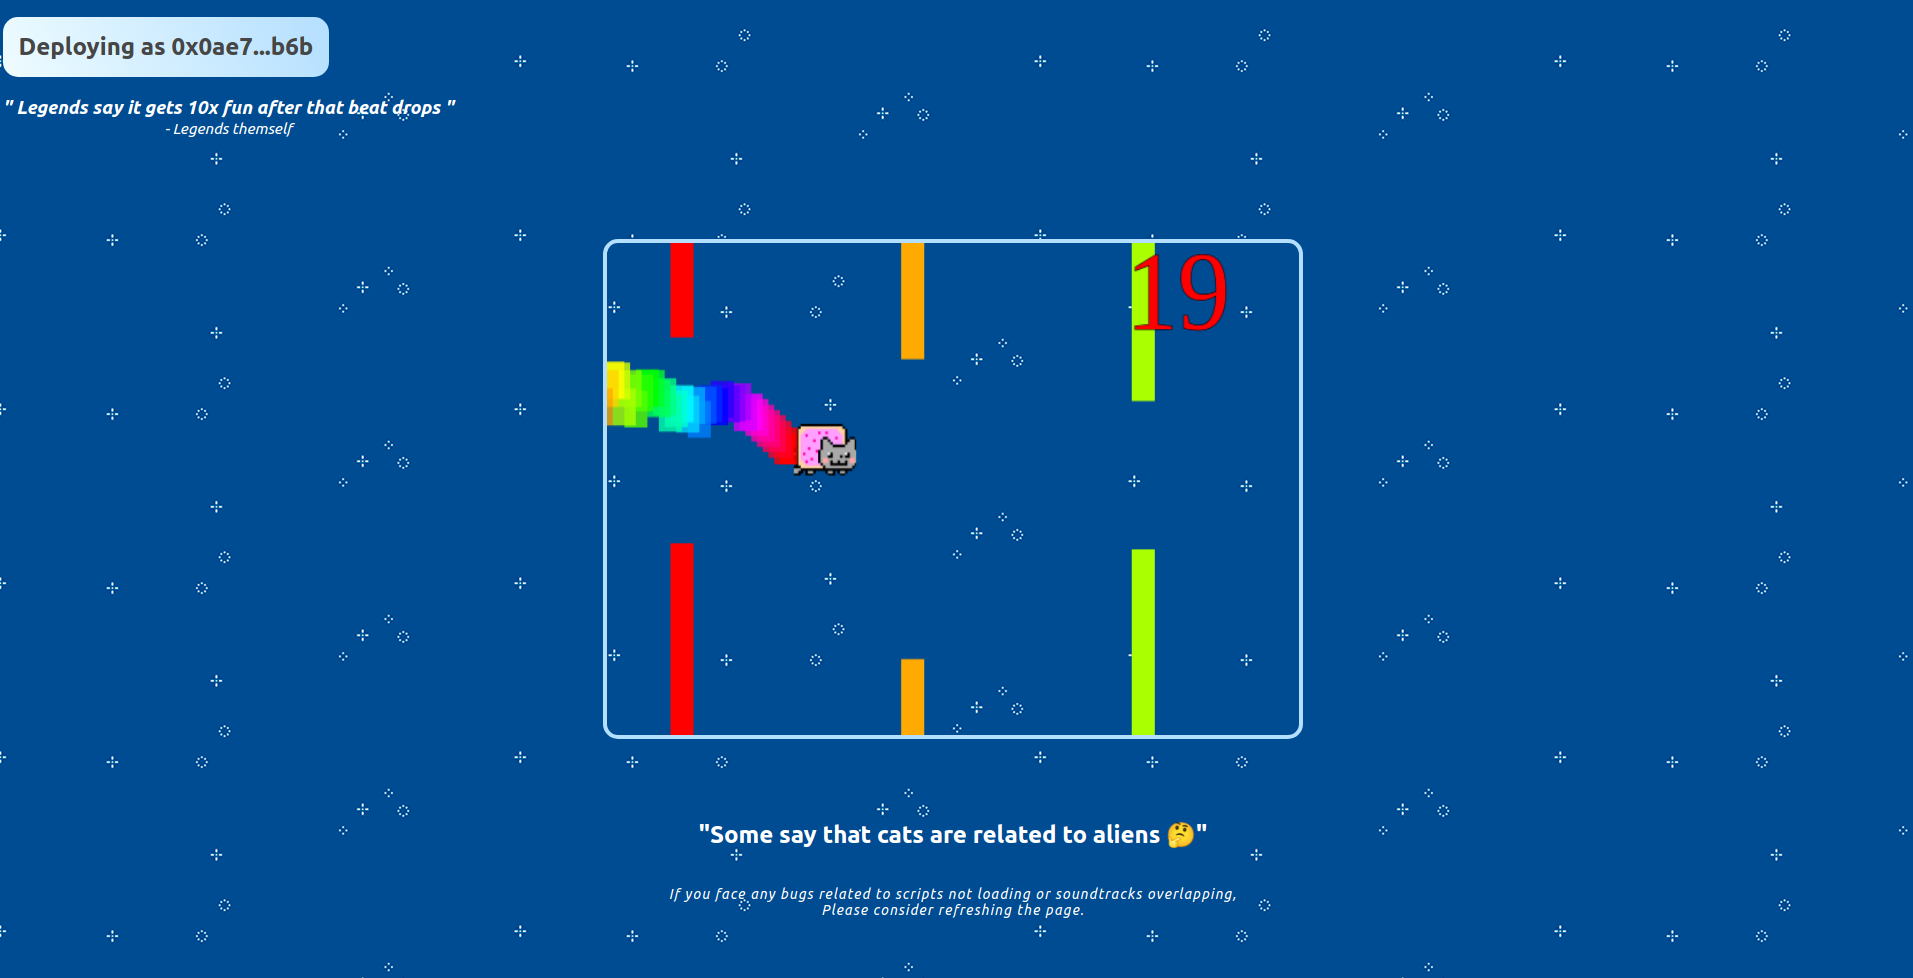 Deploying as 0x0ae7...b6b
" Legends say it gets 10x fun after that beat drops "
- Legends themself
19
"Some say that cats are related to aliens 🤔"
If you face any bugs related to scripts not loading or soundtracks overlapping,
Please consider refreshing the page.